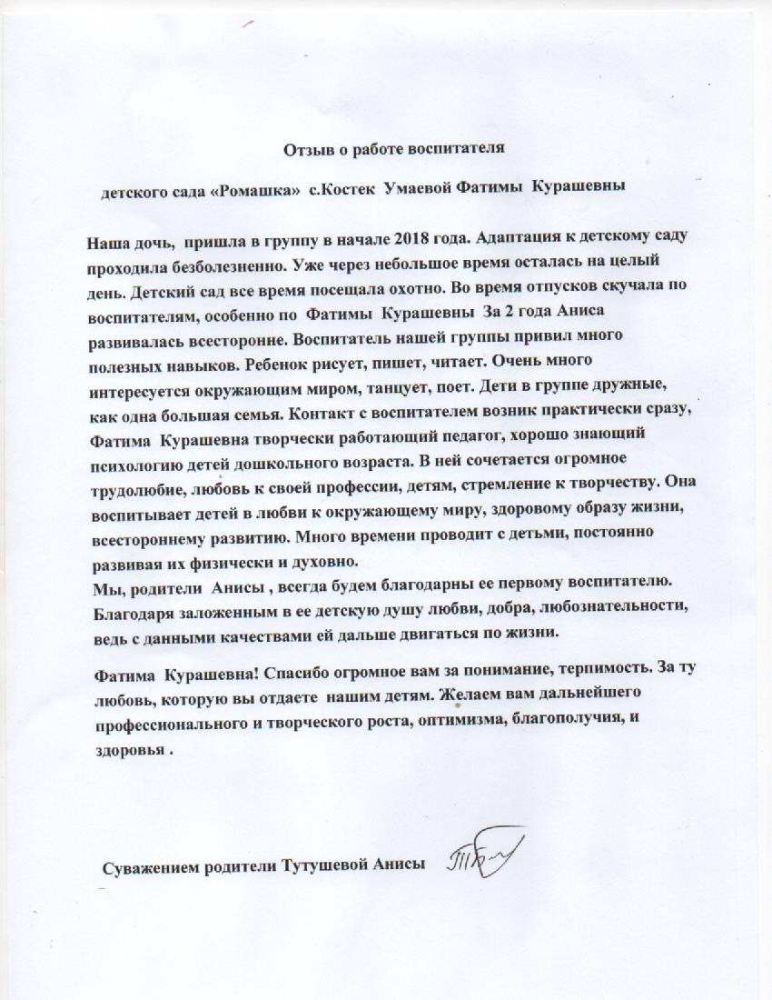 Отзыв о работе воспитателя
детского сада «Ромашка»  с.Костек  Умаевой Фатимы  Курашевны
Наша дочь,  пришла в группу в начале 2018 года. Адаптация к детскому саду
проходила безболезненно. Уже через небольшое время осталась на целый
день. Детский сад все время посещала охотно. Во время отпусков скучала по
воспитателям, особенно по  Фатимы  Курашевны  За 2 года Аниса
развивалась всесторонне. Воспитатель нашей группы привил много
полезных навыков. Ребенок рисует, пишет, читает. Очень много
интересуется окружающим миром, танцует, поет. Дети в группе дружные,
как одна большая семья. Контакт с воспитателем возник практически сразу,
Фатима  Курашевна творчески работающий педагог, хорошо знающий
психологию детей дошкольного возраста. В ней сочетается огромное
трудолюбие, любовь к своей профессии, детям, стремление к творчеству. Она
воспитывает детей в любви к окружающему миру, здоровому образу жизни,
всестороннему развитию. Много времени проводит с детьми, постоянно
развивая их физически и духовно.
Мы, родители  Анисы , всегда будем благодарны ее первому воспитателю.
Благодаря заложенным в ее детскую душу любви, добра, любознательности,
ведь с данными качествами ей дальше двигаться по жизни.
Фатима  Курашевна! Спасибо огромное вам за понимание, терпимость. За ту
любовь, которую вы отдаете  нашим детям. Желаем вам дальнейшего
профессионального и творческого роста, оптимизма, благополучия, и
здоровья .
Суважением родители Тутушевой Анисы